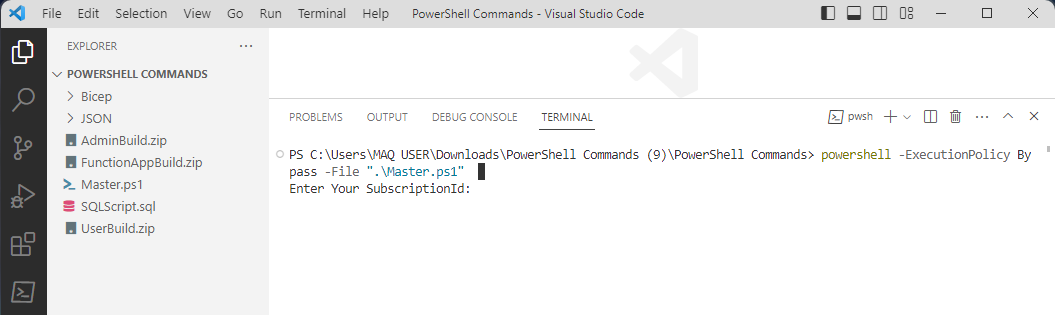 File Edit Selection View Go Run Terminal Help PowerShell Commands - Visual Studio Code
EXPLORER
POWERSHELL COMMANDS
Bicep
JSON
AdminBuild.zip
FunctionAppBuild.zip
Master.ps1
SQLScript.sql
UserBuild.zip
PROBLEMS OUTPUT DEBUG CONSOLE TERMINAL pwsh
PS C:\Users\MAQ USER\Downloads\PowerShell Commands (9)\PowerShell Commands> powershell -ExecutionPolicy By
pass -File ".\Master.ps1"
Enter Your SubscriptionId: